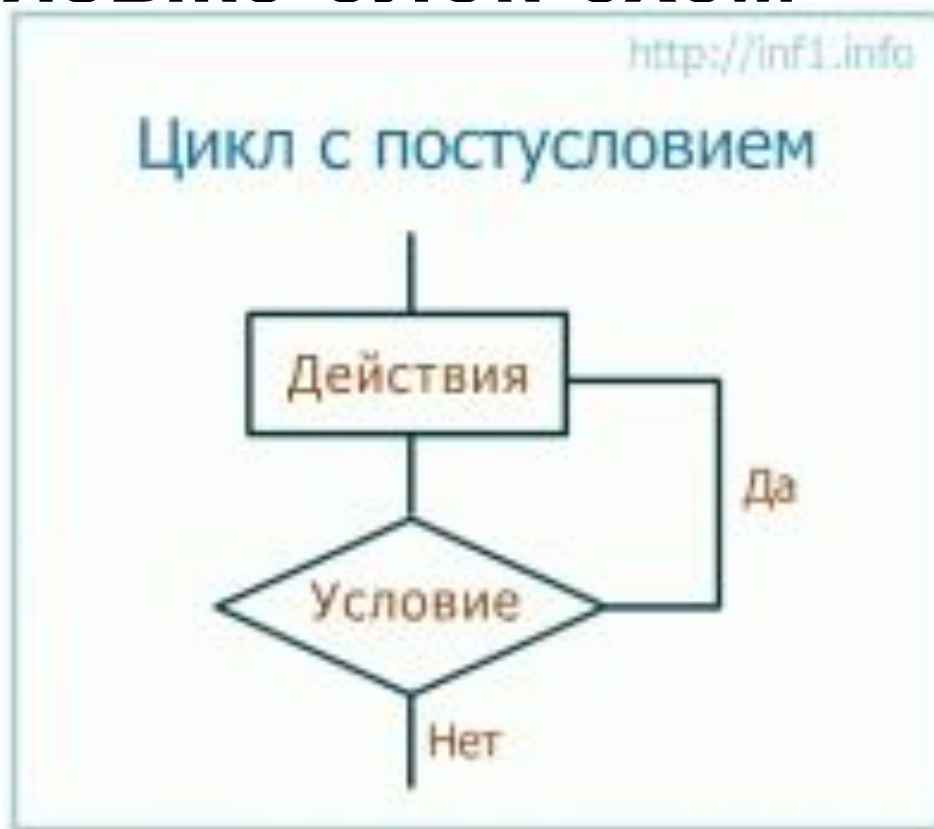 http://inf1.info
Цикл с постусловием
Действия
Да
Условие
Нет